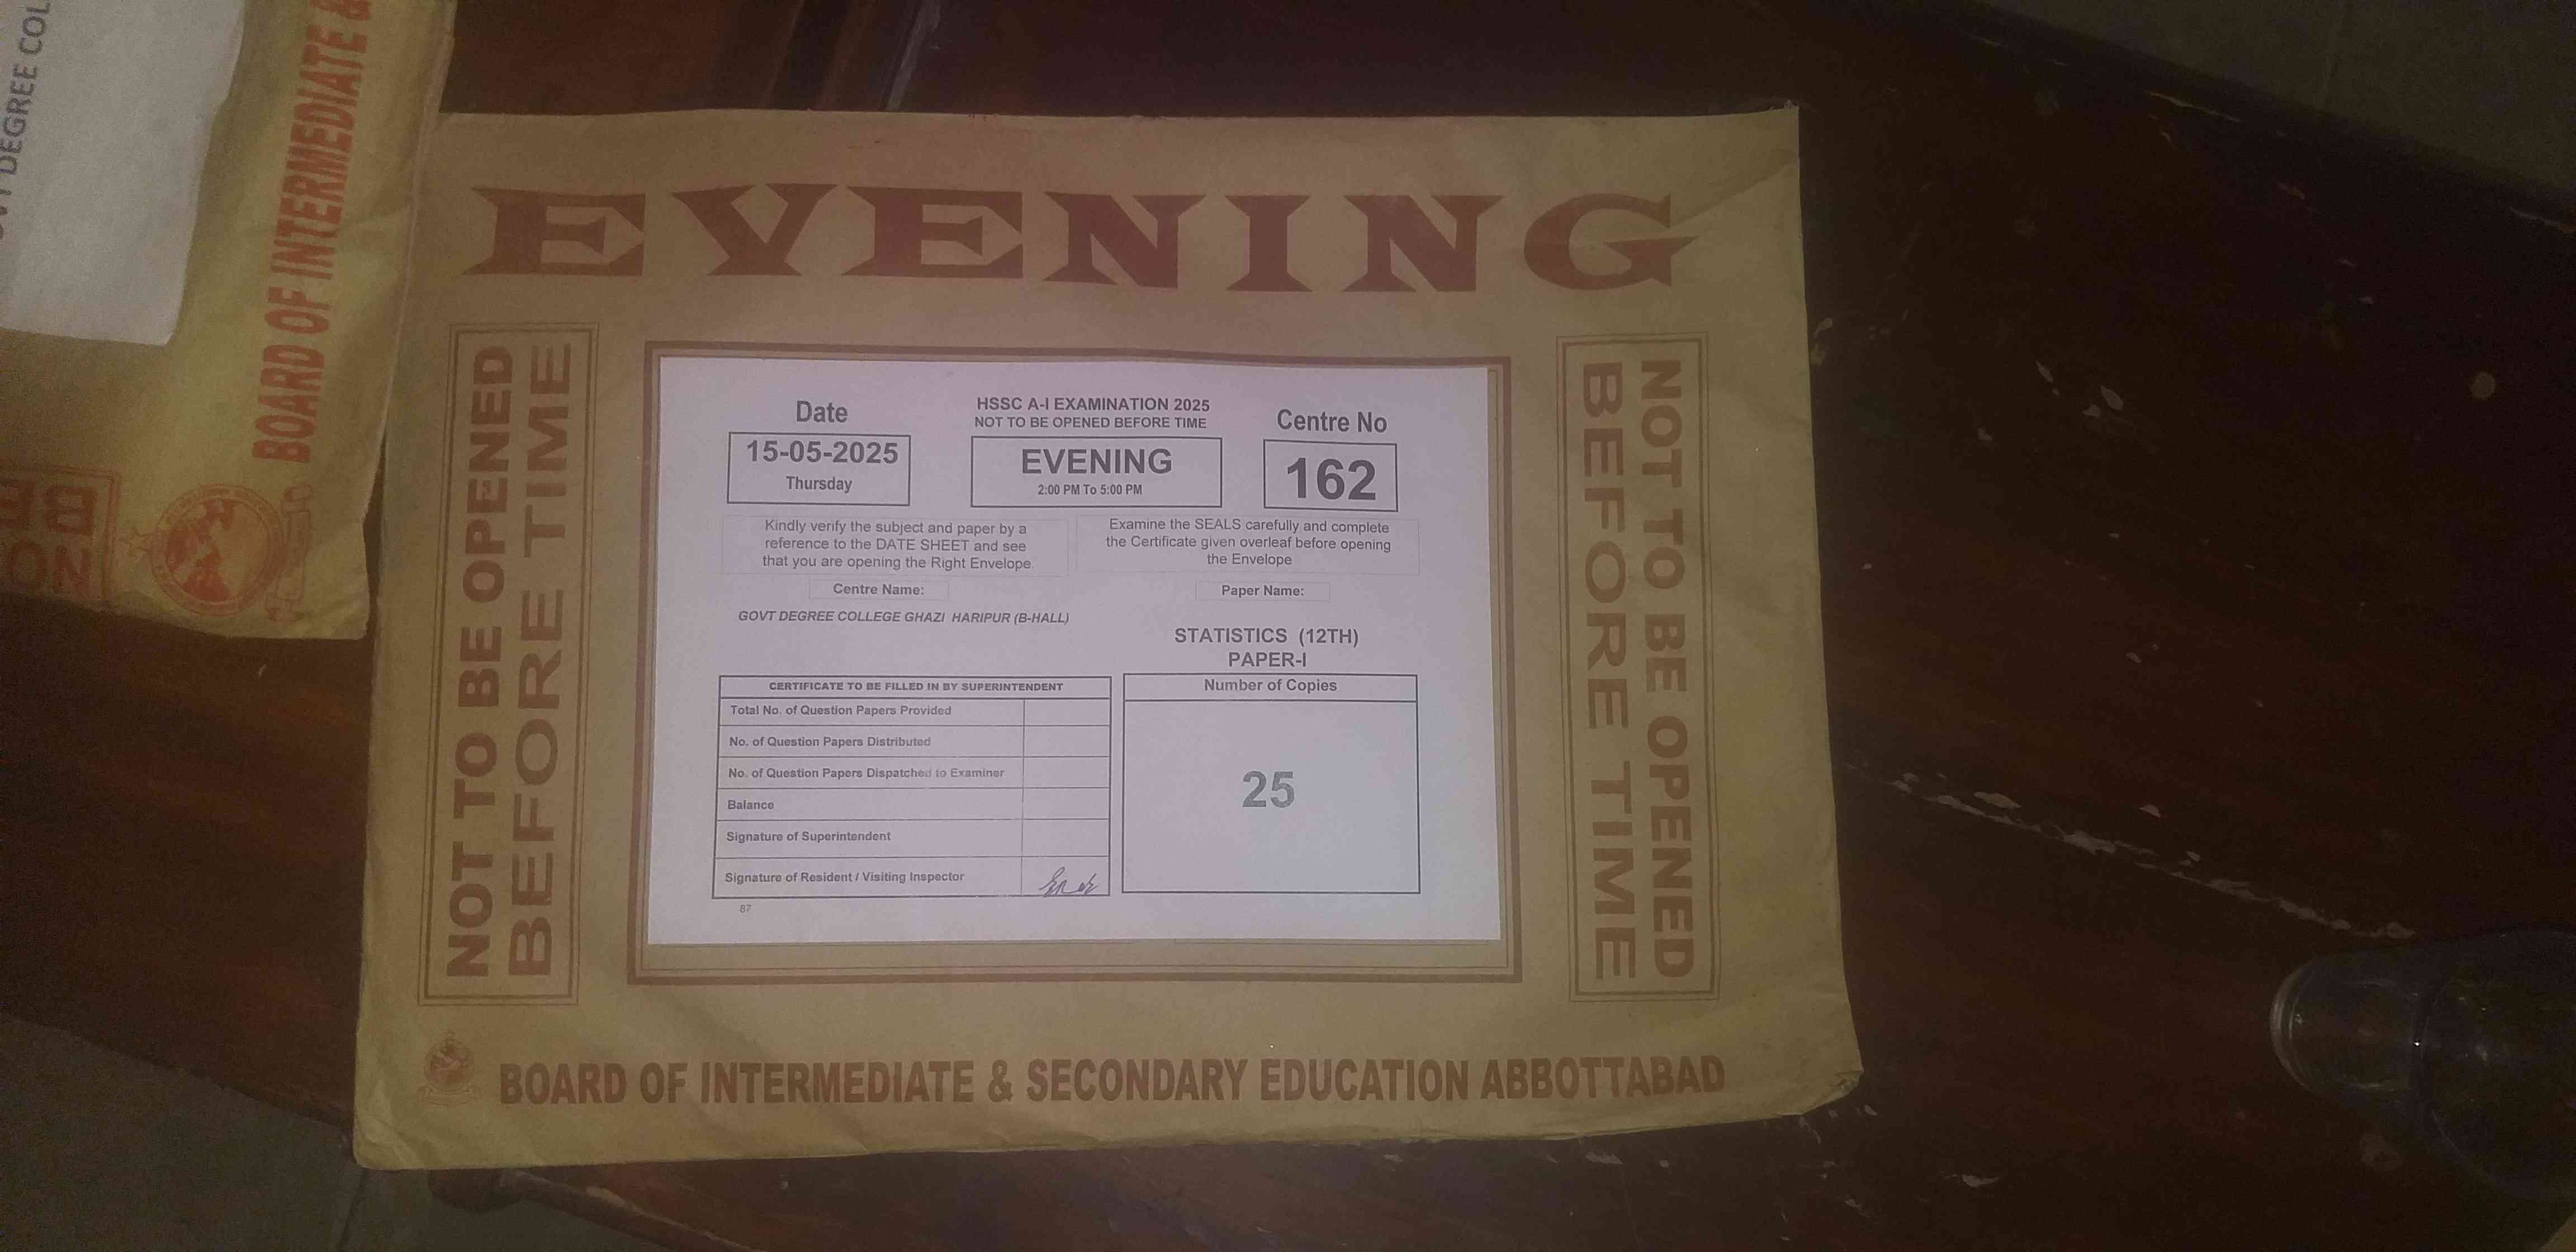 EVENING
NOT TO BE OPENED
BEFORE TIME
Date
15-05-2025
Thursday
HSSC A-I EXAMINATION 2025
NOT TO BE OPENED BEFORE TIME
EVENING
2:00 PM To 5:00 PM
Centre No
162
Kindly verify the subject and paper by a
reference to the DATE SHEET and see
that you are opening the Right Envelope.
Examine the SEALS carefully and complete
the Certificate given overleaf before opening
the Envelope
Centre Name:
GOVT DEGREE COLLEGE GHAZI HARIPUR (B-HALL)
Paper Name:
STATISTICS (12TH)
PAPER-I
CERTIFICATE TO BE FILLED IN BY SUPERINTENDENT
Total No. of Question Papers Provided
No. of Question Papers Distributed
No. of Question Papers Dispatched to Examiner
Balance
Signature of Superintendent
Signature of Resident / Visiting Inspector
Number of Copies
25
87
NOT TO BE OPENED
BEFORE TIME
BOARD OF INTERMEDIATE & SECONDARY EDUCATION ABBOTTABAD
DEGREE COL
BOARD OF INTERMEDIATE &